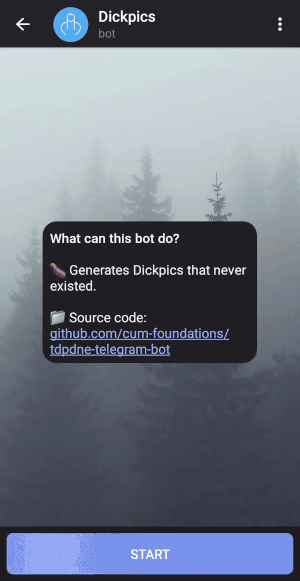 Dickpics
bot
What can this bot do?
🍆 Generates Dickpics that never
existed.
📁 Source code:
github.com/cum-foundations/
tdpdne-telegram-bot
START